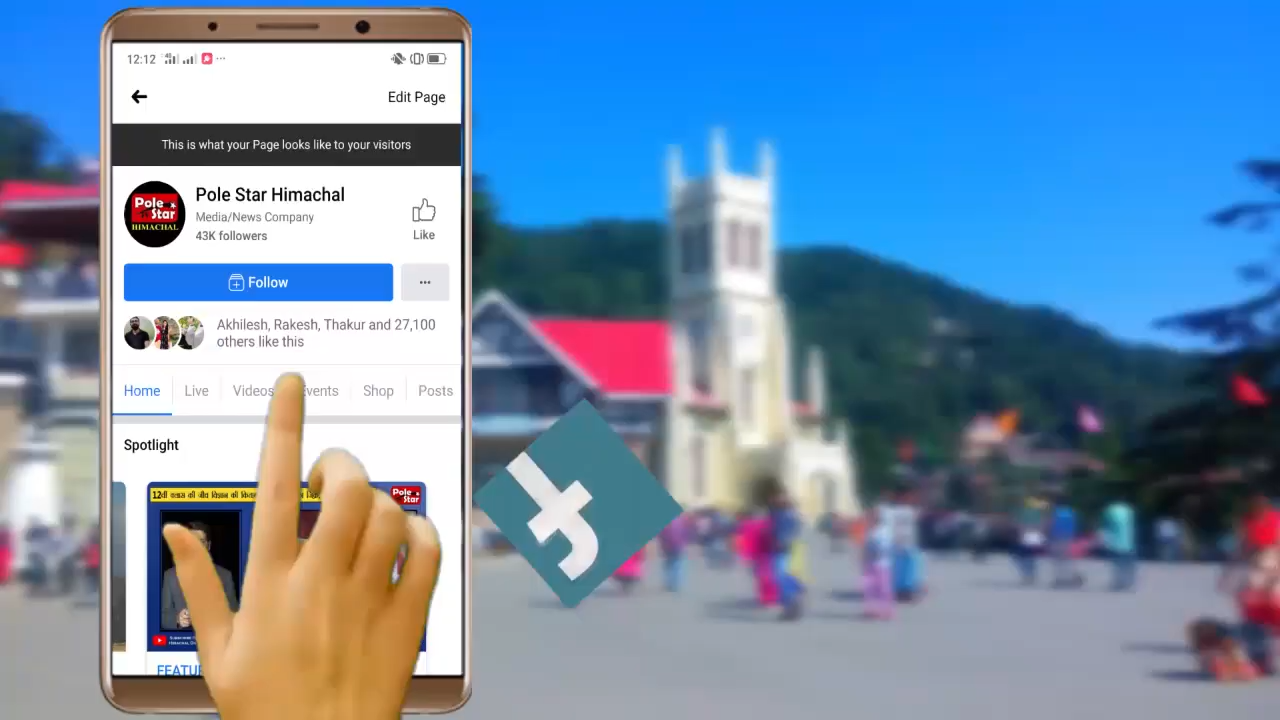 12:12
Edit Page
This is what your Page looks like to your visitors
Pole Star HIMACHAL
Pole Star Himachal
Media/News Company
43K followers
Like
Follow
Akhilesh, Rakesh, Thakur and 27,100
others like this
Home Live Videos Events Shop Posts
Spotlight
12वीं क्लास की जीव विज्ञान की
Pole Star
FEATU